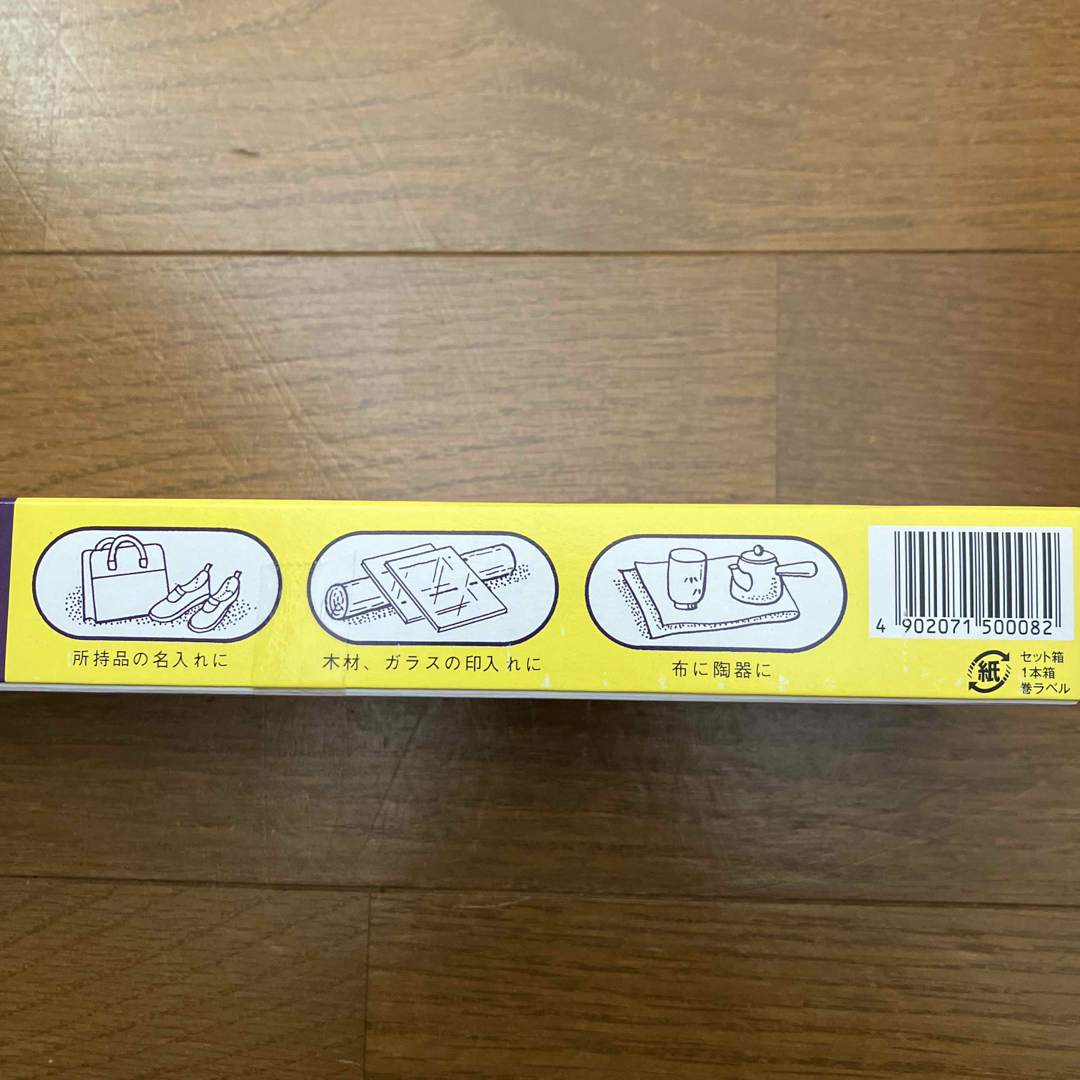 所持品の名入れに
木材、ガラスの印入れに
布に陶器に
4 902071 500082
紙
セット箱
1本箱
巻ラベル